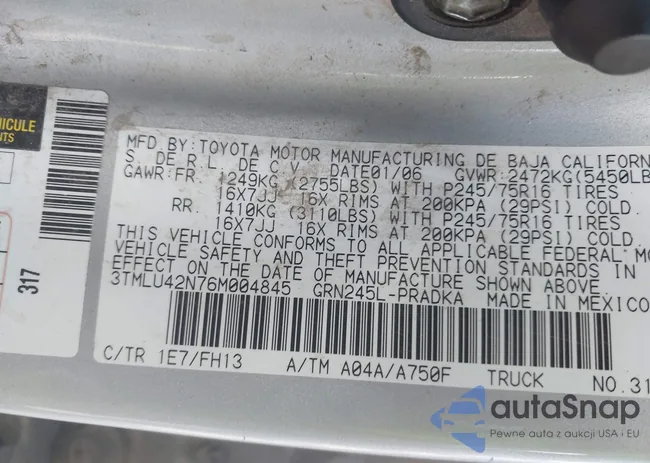 HICULE
NTS
317
MFD BY: TOYOTA MOTOR MANUFACTURING DE BAJA CALIFORN
S. DE R.L. DE C.V. DATE01/06 GVWR:2472KG(5450LB
GAWR:FR 1249KG (2755LBS) WITH P245/75R16 TIRES
16X7JJ 16X RIMS AT 200KPA (29PSI) COLD.
RR 1410KG (3110LBS) WITH P245/75R16 TIRES
16X7JJ 16X RIMS AT 200KPA (29PSI) COLD.
THIS VEHICLE CONFORMS TO ALL APPLICABLE FEDERAL MO
VEHICLE SAFETY AND THEFT PREVENTION STANDARDS IN
EFFECT ON THE DATE OF MANUFACTURE SHOWN ABOVE.
3TMLU42N76M004845 GRN245L-PRADKA MADE IN MEXICO
C/TR 1E7/FH13 A/TM A04A/A750F TRUCK NO.31
autoSnap
Pewne auto z aukcji USA i EU